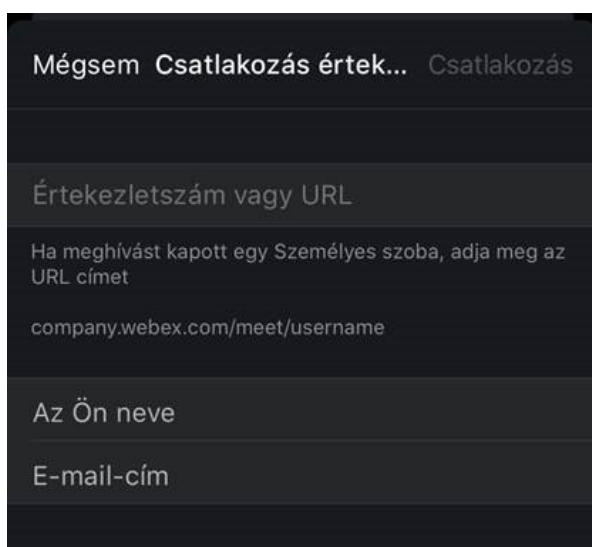 Mégsem Csatlakozás értek... Csatlakozás
Értekezletszám vagy URL
Ha meghívást kapott egy Személyes szoba, adja meg az
URL címet
company.webex.com/meet/username
Az Ön neve
E-mail-cím